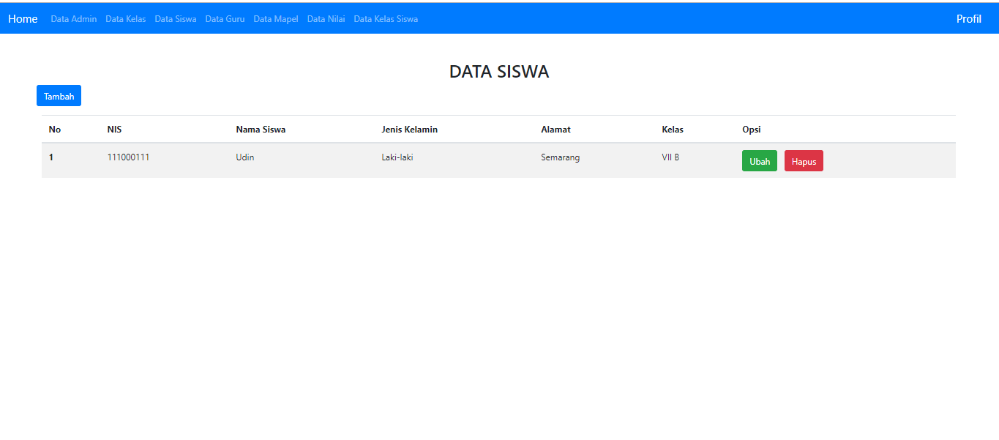 Home Data Admin Data Kelas Data Siswa Data Guru Data Mapel Data Nilai Data Kelas Siswa Profil
DATA SISWA
Tambah
No NIS Nama Siswa Jenis Kelamin Alamat Kelas Opsi
1 111000111 Udin Laki-laki Semarang VII B Ubah Hapus